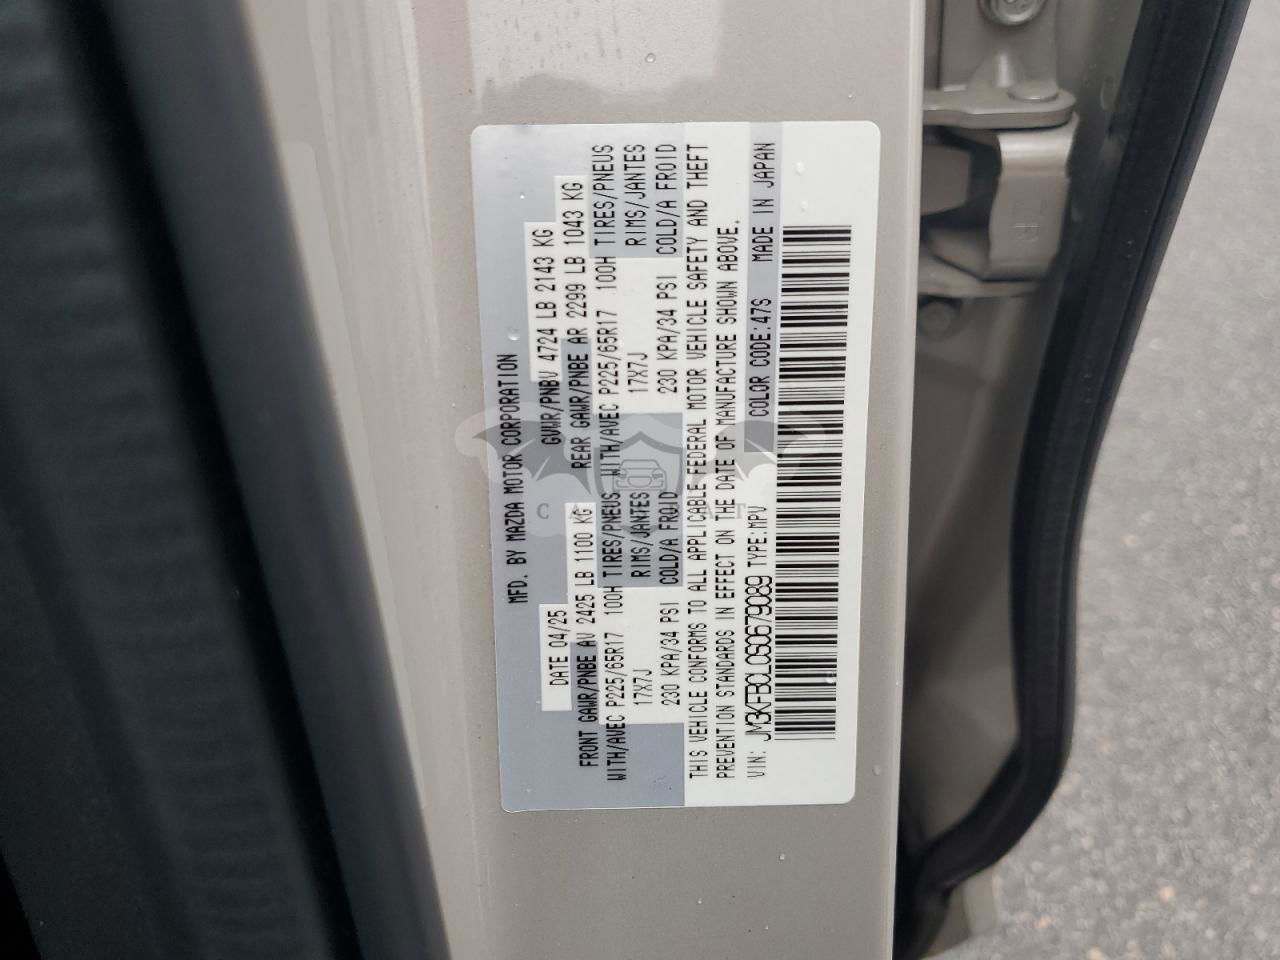 MFD. BY MAZDA MOTOR CORPORATION
DATE 04/25 GVWR/PNBV 4724 LB 2143 KG
FRONT GAWR/PNBE AV 2425 LB 1100 KG REAR GAWR/PNBE AR 2299 LB 1043 KG
WITH/AVEC P225/65R17 100H TIRES/PNEUS WITH/AVEC P225/65R17 100H TIRES/PNEUS
17X7J RIMS/JANTES 17X7J RIMS/JANTES
230 KPA/34 PSI COLD/A FROID 230 KPA/34 PSI COLD/A FROID
THIS VEHICLE CONFORMS TO ALL APPLICABLE FEDERAL MOTOR VEHICLE SAFETY AND THEFT
PREVENTION STANDARDS IN EFFECT ON THE DATE OF MANUFACTURE SHOWN ABOVE.
VIN: JM3KFBCL0S0679089 TYPE:MPV COLOR CODE:47S MADE IN JAPAN